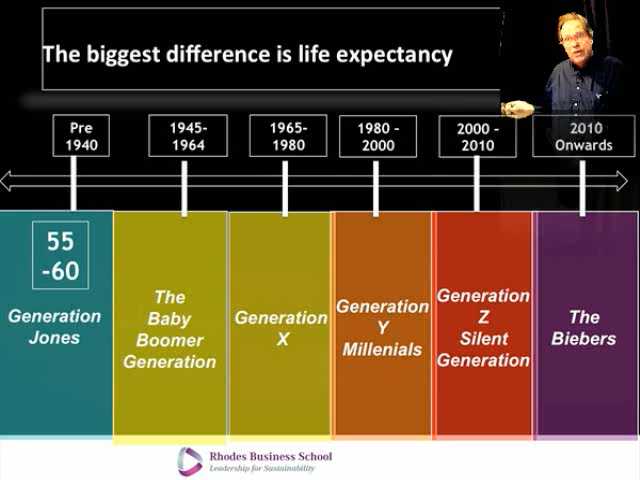 The biggest difference is life expectancy
Pre
1940
1945-
1964
1965-
1980
1980 -
2000
2000 -
2010
2010
Onwards
55
-60
Generation
Jones
The
Baby
Boomer
Generation
Generation
X
Generation
Y
Millenials
Generation
Z
Silent
Generation
The
Biebers
Rhodes Business School
Leadership for Sustainability